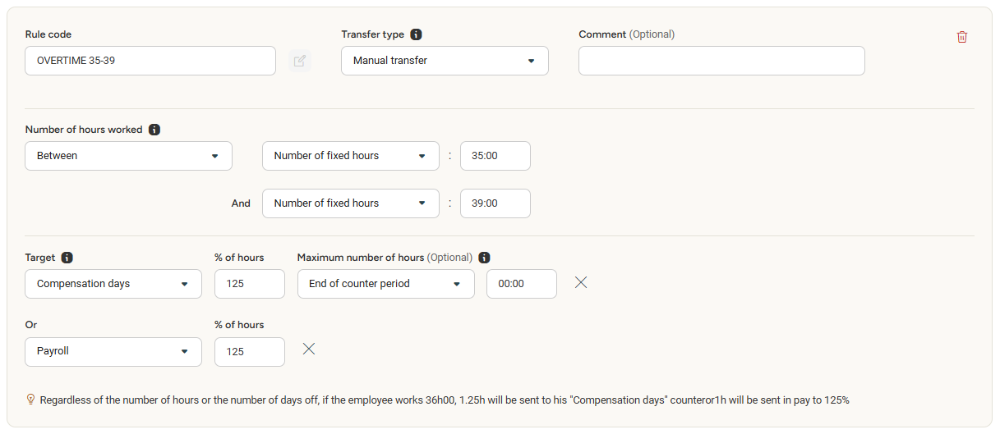 Rule code
Transfer type
Comment (Optional)
OVERTIME 35-39
Manual transfer
Number of hours worked
Between
Number of fixed hours
:
35:00
And
Number of fixed hours
:
39:00
Target
% of hours
Maximum number of hours (Optional)
Compensation days
125
End of counter period
00:00
Or
% of hours
Payroll
125
Regardless of the number of hours or the number of days off, if the employee works 36h00, 1.25h will be sent to his "Compensation days" counteror1h will be sent in pay to 125%